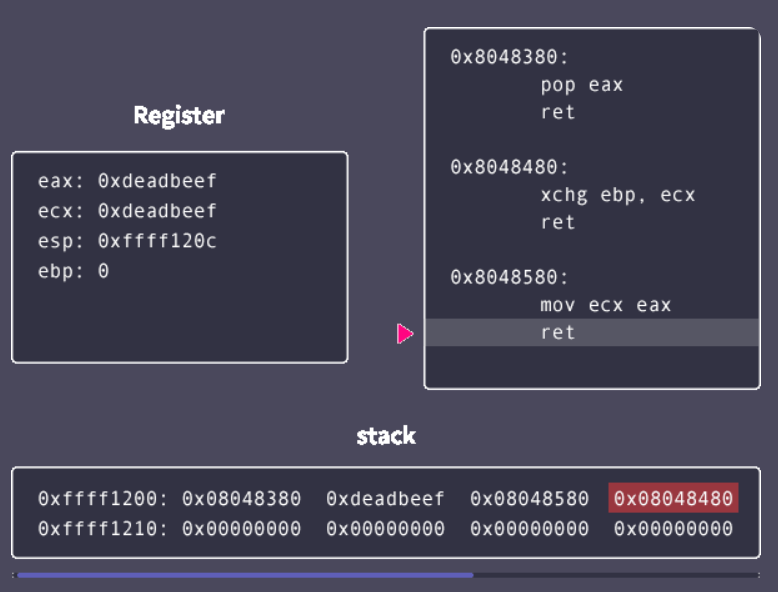 Register
eax: 0xdeadbeef
ecx: 0xdeadbeef
esp: 0xffff120c
ebp: 0
0x8048380:
pop eax
ret
0x8048480:
xchg ebp, ecx
ret
0x8048580:
mov ecx eax
ret
stack
0xffff1200: 0x08048380 0xdeadbeef 0x08048580 0x08048480
0xffff1210: 0x00000000 0x00000000 0x00000000 0x00000000